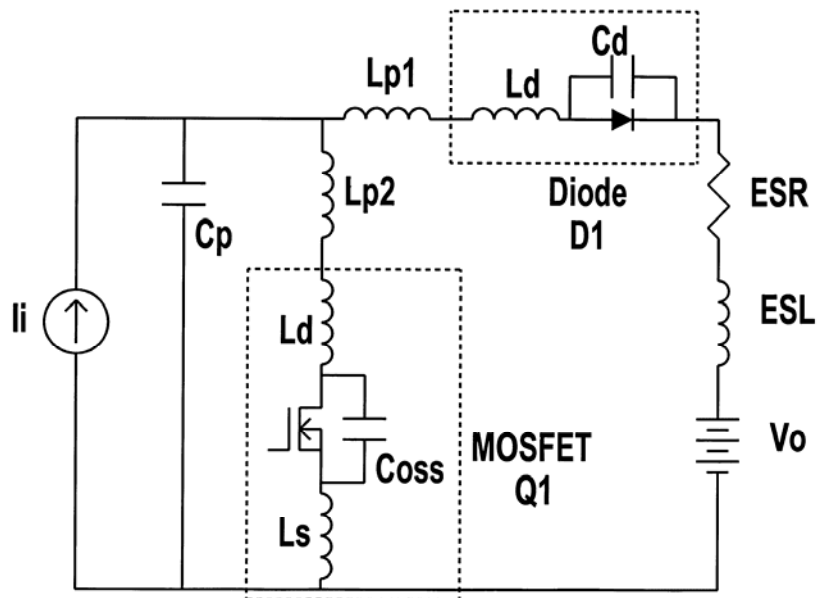 Cd
Lp1
Ld
Lp2
Diode
D1
ESR
Cp
Ii
Ld
ESL
MOSFET
Q1
Coss
Vo
Ls